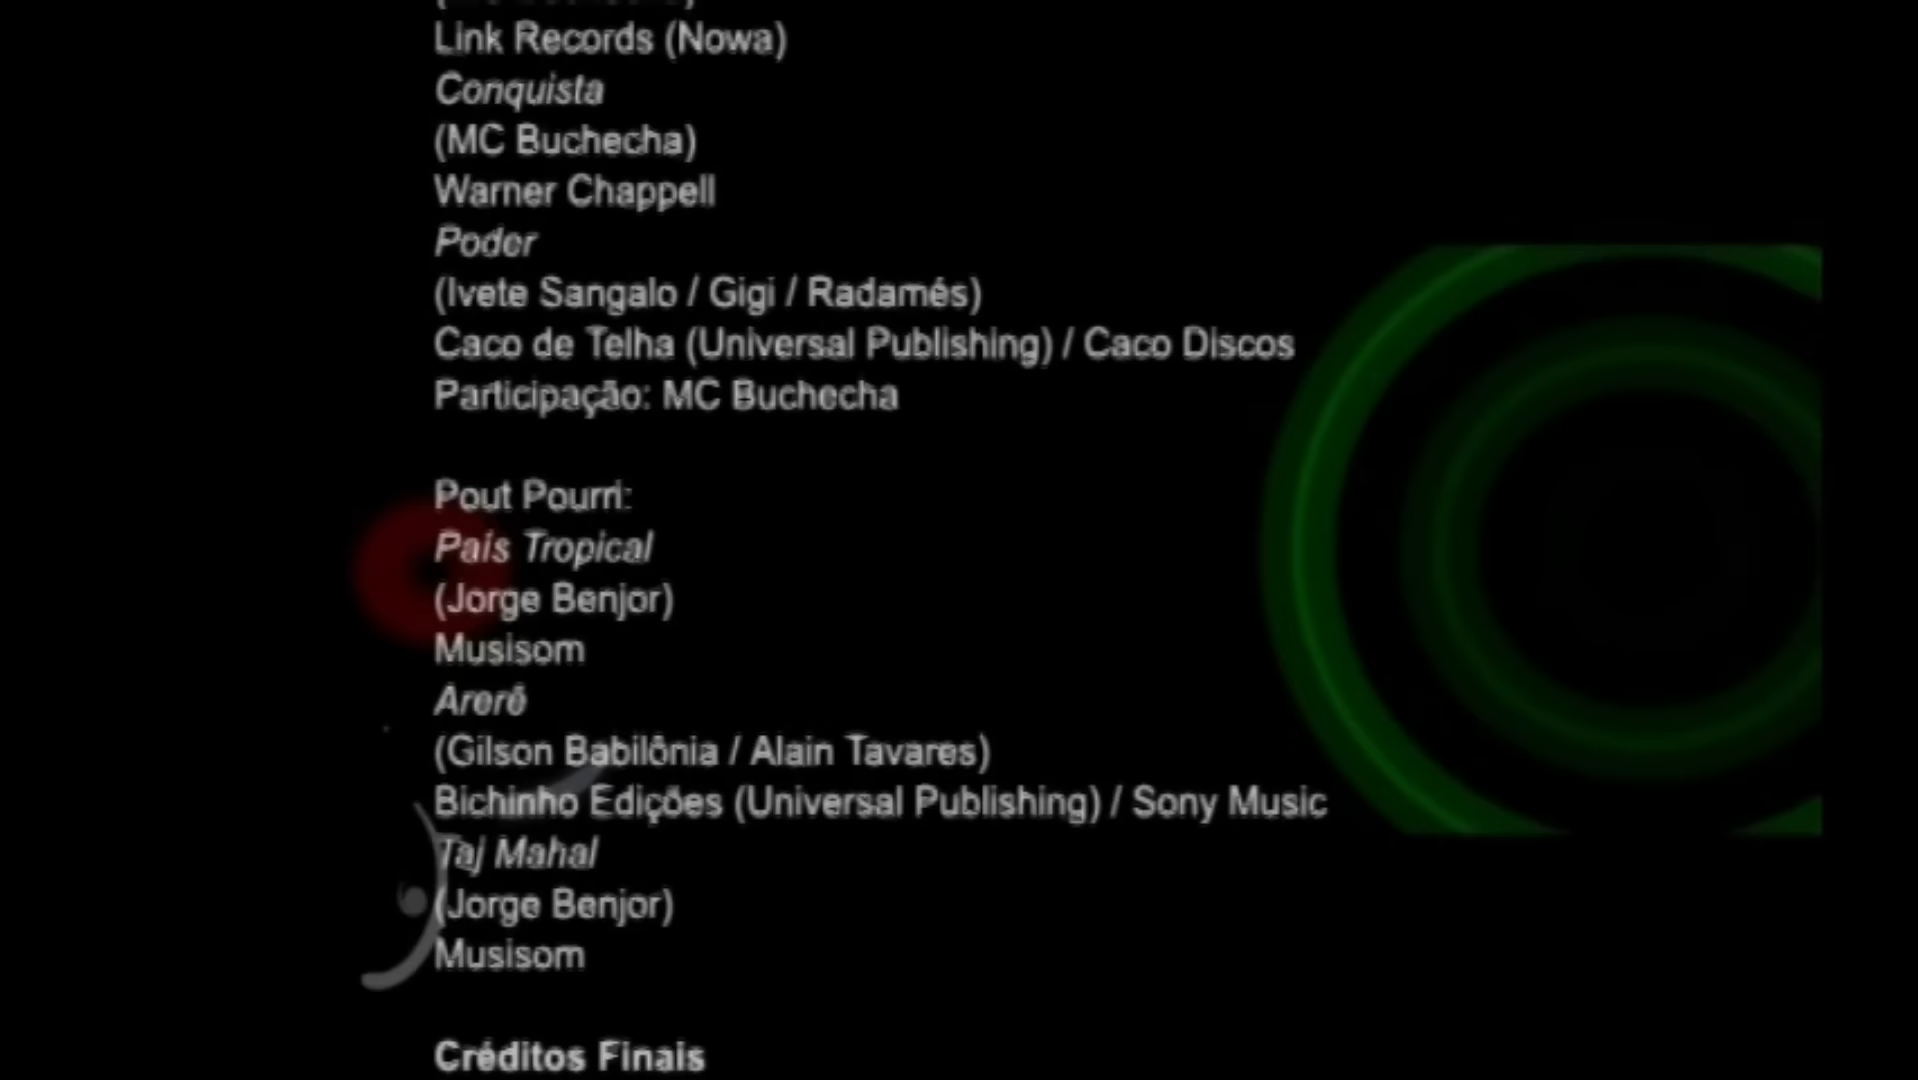 Link Records (Nowa)
Conquista
(MC Buchecha)
Warner Chappell
Poder
(Ivete Sangalo / Gigi / Radamés)
Caco de Telha (Universal Publishing) / Caco Discos
Participação: MC Buchecha
Pout Pourri:
País Tropical
(Jorge Benjor)
Musisom
Arerê
(Gilson Babilônia / Alain Tavares)
Bichinho Edições (Universal Publishing) / Sony Music
Taj Mahal
(Jorge Benjor)
Musisom
Créditos Finais